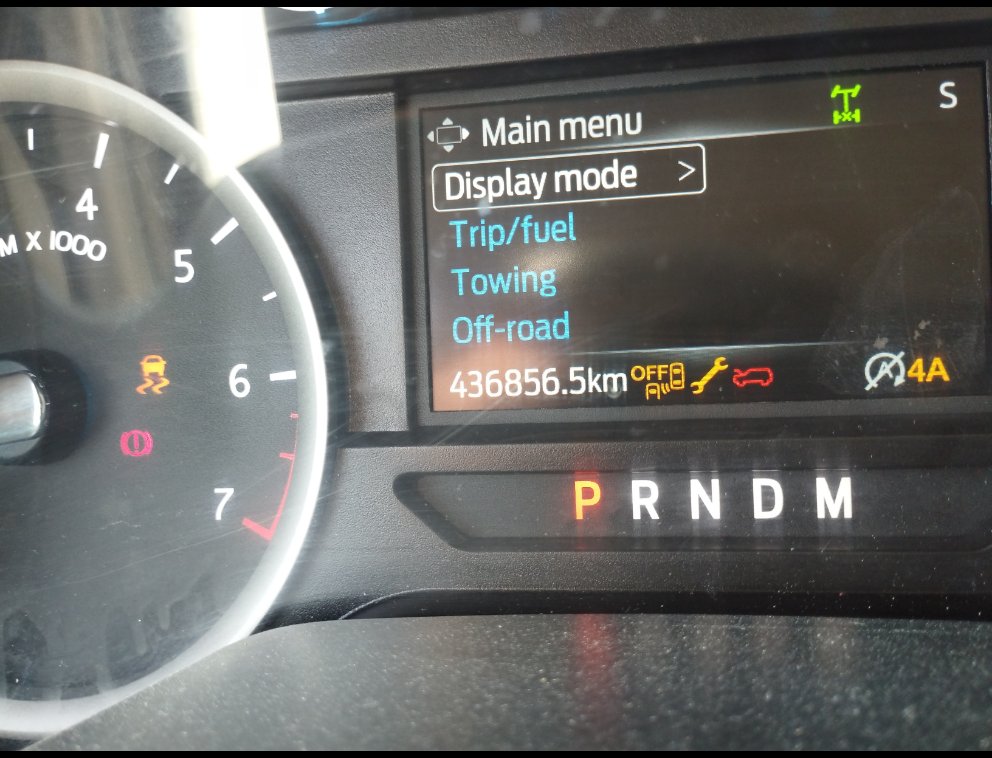 S
Main menu
Display mode >
Trip/fuel
Towing
Off-road
436856.5km OFF 4A
P R N D M
4
M X 1000
5
6
7